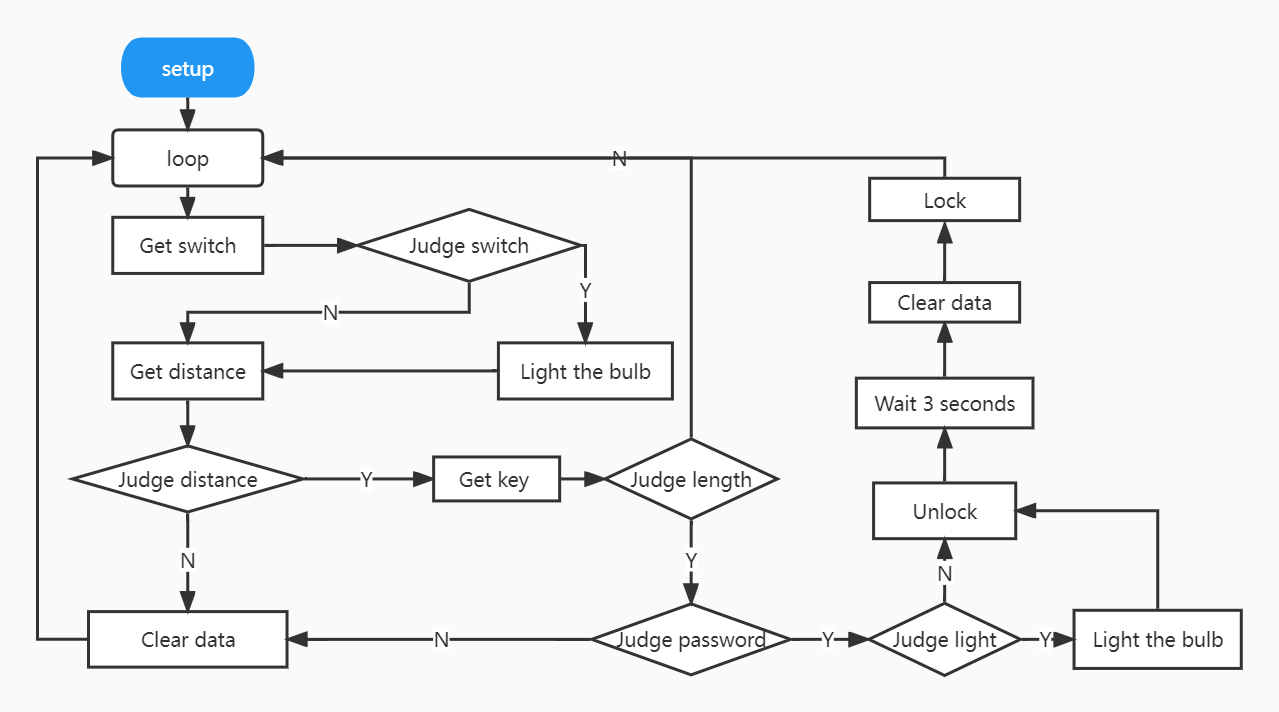 setup
loop
N
Lock
Get switch
Judge switch
Y
N
Clear data
Get distance
Light the bulb
Wait 3 seconds
Judge distance
Y
Get key
Judge length
Unlock
N
Y
N
Clear data
N
Judge password
Y
Judge light
Y
Light the bulb